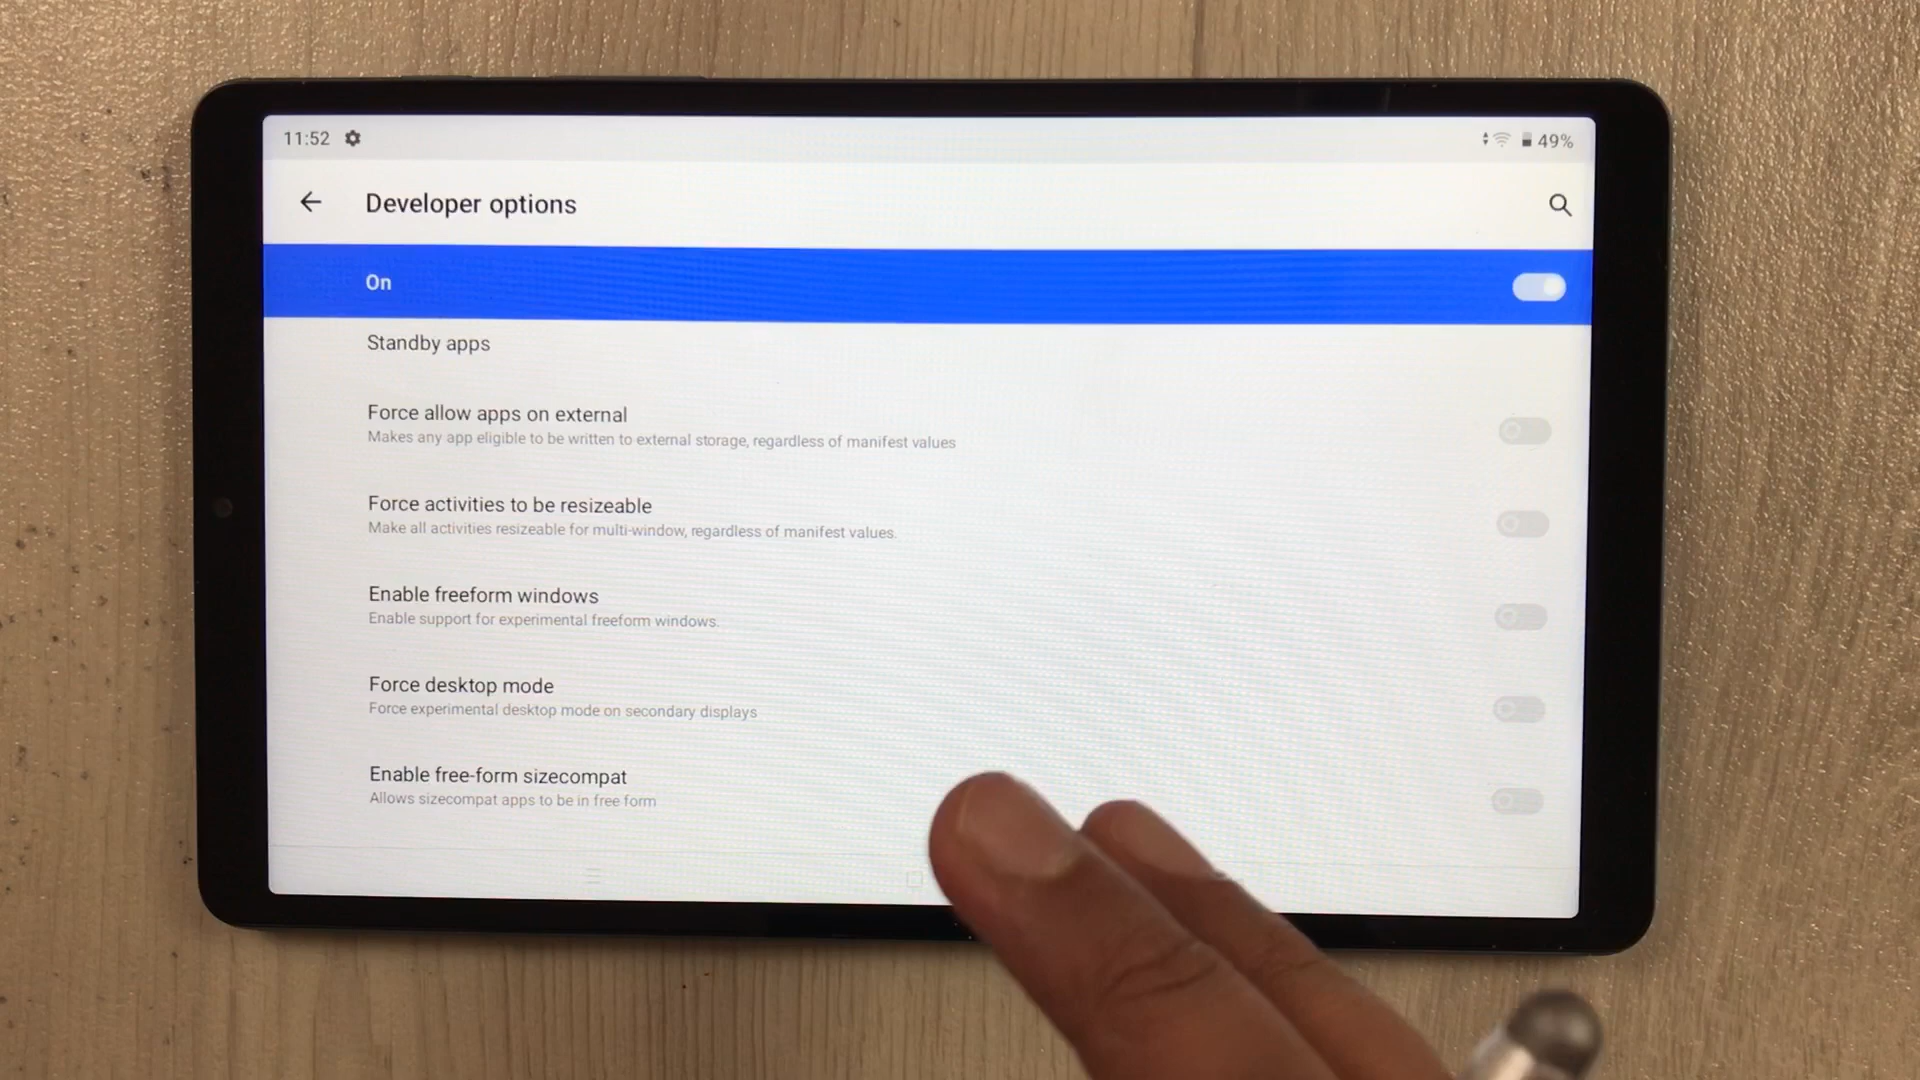 11:52
49%
Developer options
On
Standby apps
Force allow apps on external
Makes any app eligible to be written to external storage, regardless of manifest values
Force activities to be resizeable
Make all activities resizeable for multi-window, regardless of manifest values.
Enable freeform windows
Enable support for experimental freeform windows.
Force desktop mode
Force experimental desktop mode on secondary displays
Enable free-form sizecompat
Allows sizecompat apps to be in free form